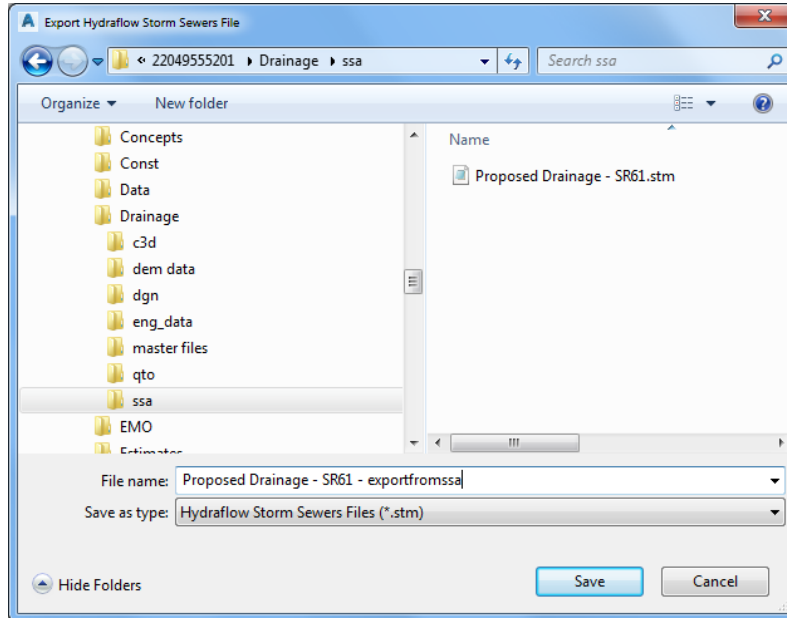 Export Hydraflow Storm Sewers File
« 22049555201 Drainage ssa
Search ssa
Organize
New folder
Concepts
Const
Data
Drainage
c3d
dem data
dgn
eng_data
master files
qto
ssa
EMO
Estimates
Name
Proposed Drainage - SR61.stm
File name: Proposed Drainage - SR61 - exportfromssa
Save as type: Hydraflow Storm Sewers Files (*.stm)
Hide Folders
Save
Cancel